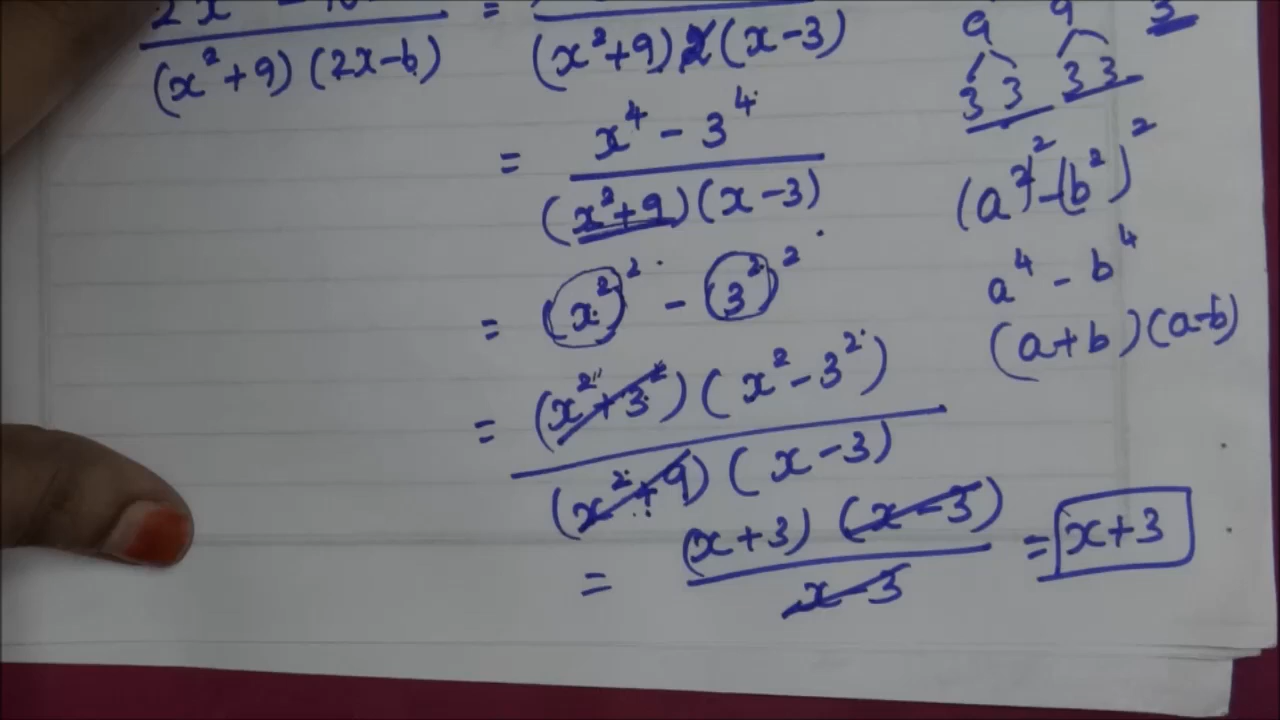 (x² + 9) (2x - 6) (x² + 9) 2 (x - 3)
= x⁴ - 3⁴
(x² + 9) (x - 3)
= (x²)² - (3²)²
= (x² + 3²) (x² - 3²)
(x² + 9) (x - 3)
= (x + 3) (x - 3) = x + 3
x - 3
9 9 3
3 3 3 3
(a²)² - (b²)²
a⁴ - b⁴
(a + b) (a - b)